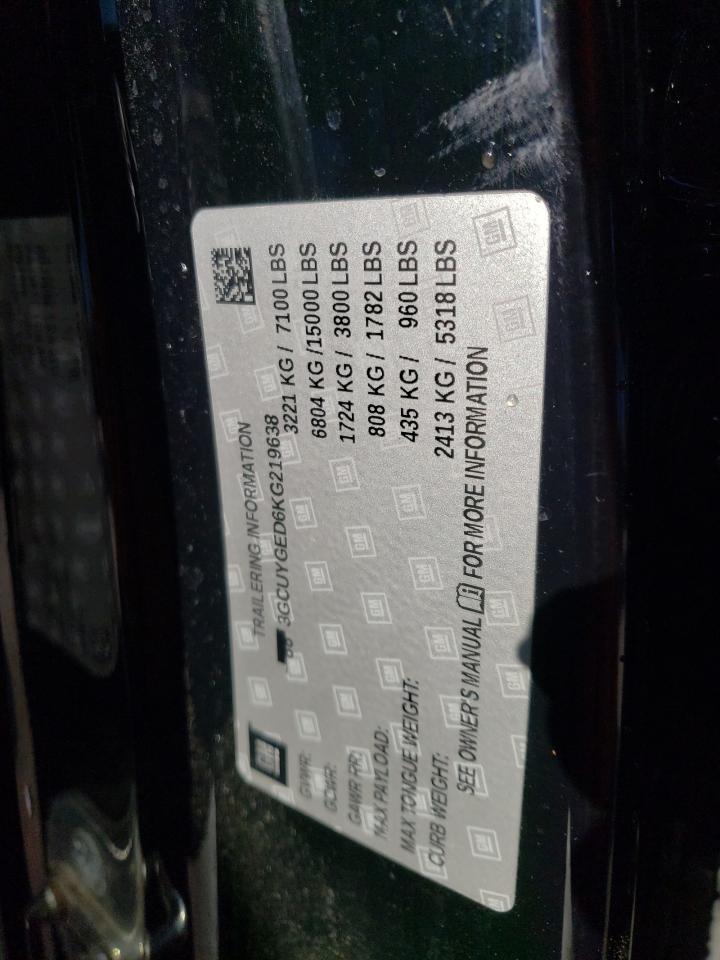 GM
TRAILERING INFORMATION
3GCUYGED6KG219638
GVWR: 3221 KG / 7100 LBS
GCWR: 6804 KG /15000 LBS
GAWR RR: 1724 KG / 3800 LBS
MAX PAYLOAD: 808 KG / 1782 LBS
MAX TONGUE WEIGHT: 435 KG / 960 LBS
CURB WEIGHT: 2413 KG / 5318 LBS
SEE OWNER'S MANUAL FOR MORE INFORMATION